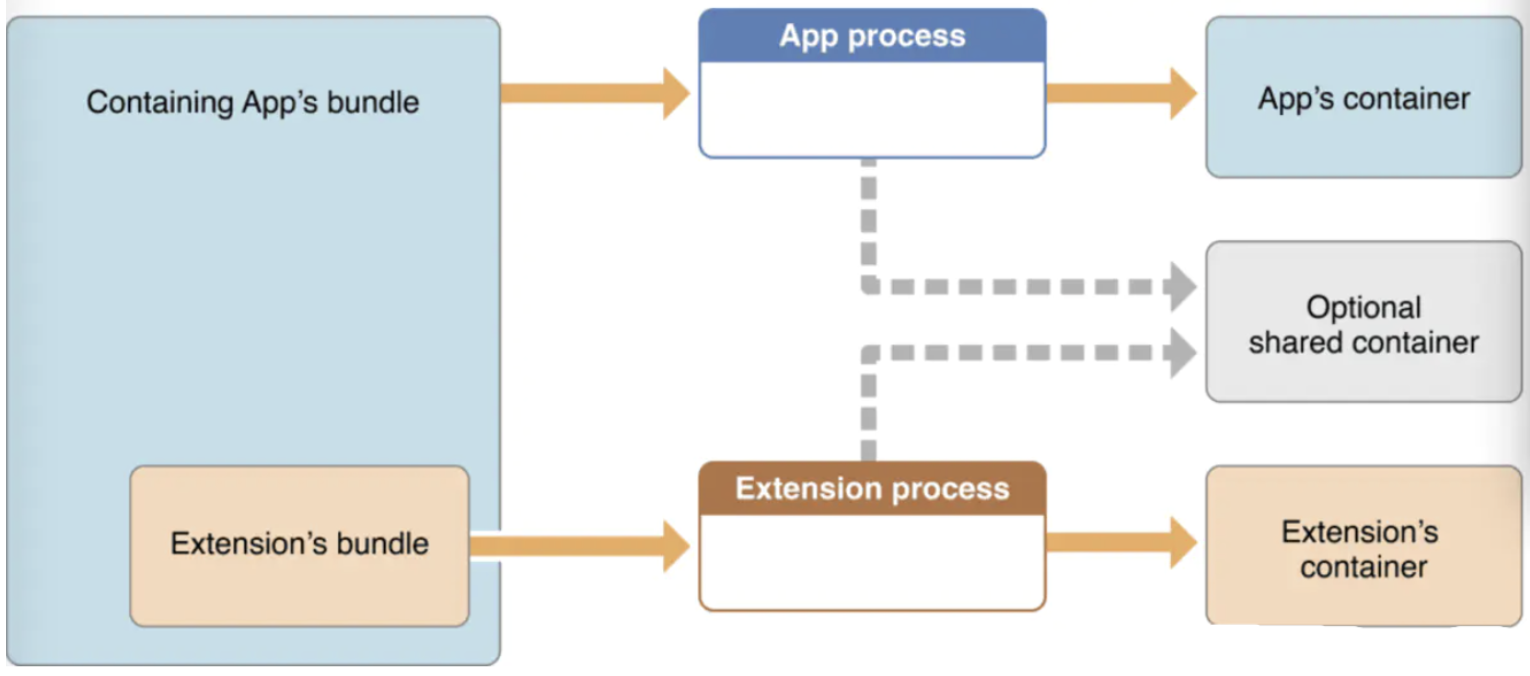 Containing App’s bundle
App process
App’s container
Optional
shared container
Extension’s bundle
Extension process
Extension’s
container